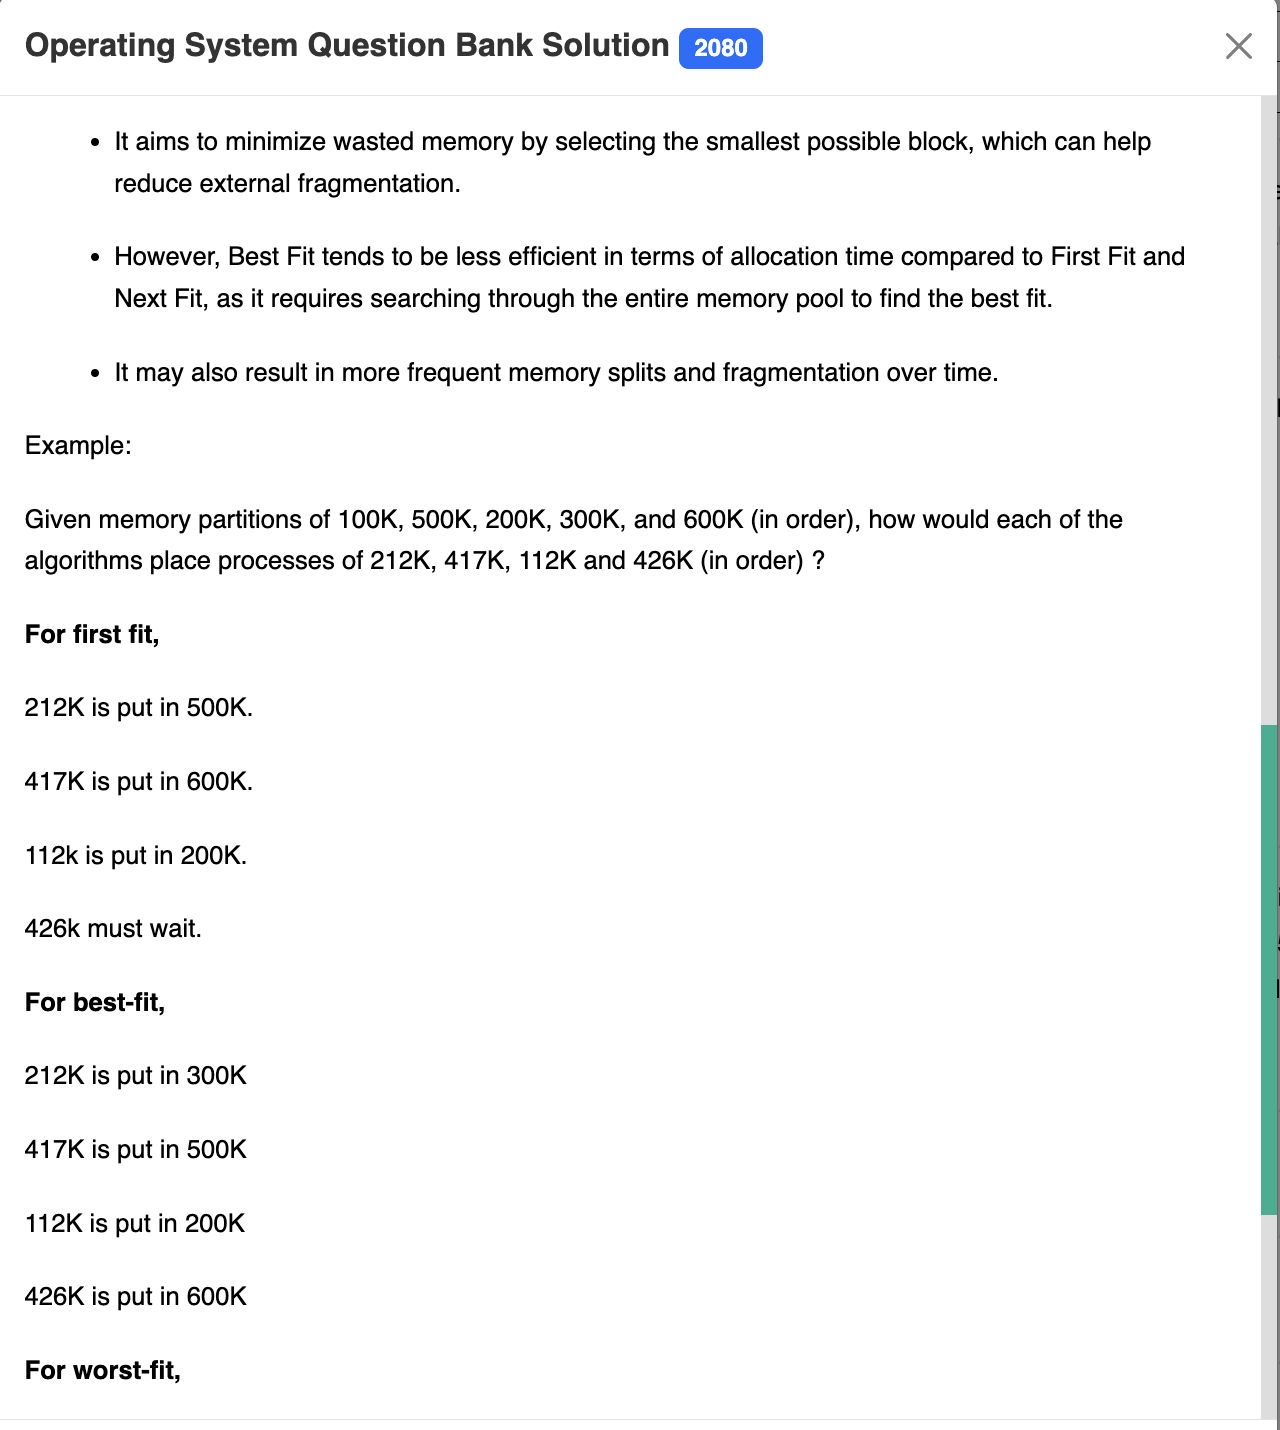 Operating System Question Bank Solution 2080
• It aims to minimize wasted memory by selecting the smallest possible block, which can help
reduce external fragmentation.
• However, Best Fit tends to be less efficient in terms of allocation time compared to First Fit and
Next Fit, as it requires searching through the entire memory pool to find the best fit.
• It may also result in more frequent memory splits and fragmentation over time.
Example:
Given memory partitions of 100K, 500K, 200K, 300K, and 600K (in order), how would each of the
algorithms place processes of 212K, 417K, 112K and 426K (in order) ?
For first fit,
212K is put in 500K.
417K is put in 600K.
112k is put in 200K.
426k must wait.
For best-fit,
212K is put in 300K
417K is put in 500K
112K is put in 200K
426K is put in 600K
For worst-fit,